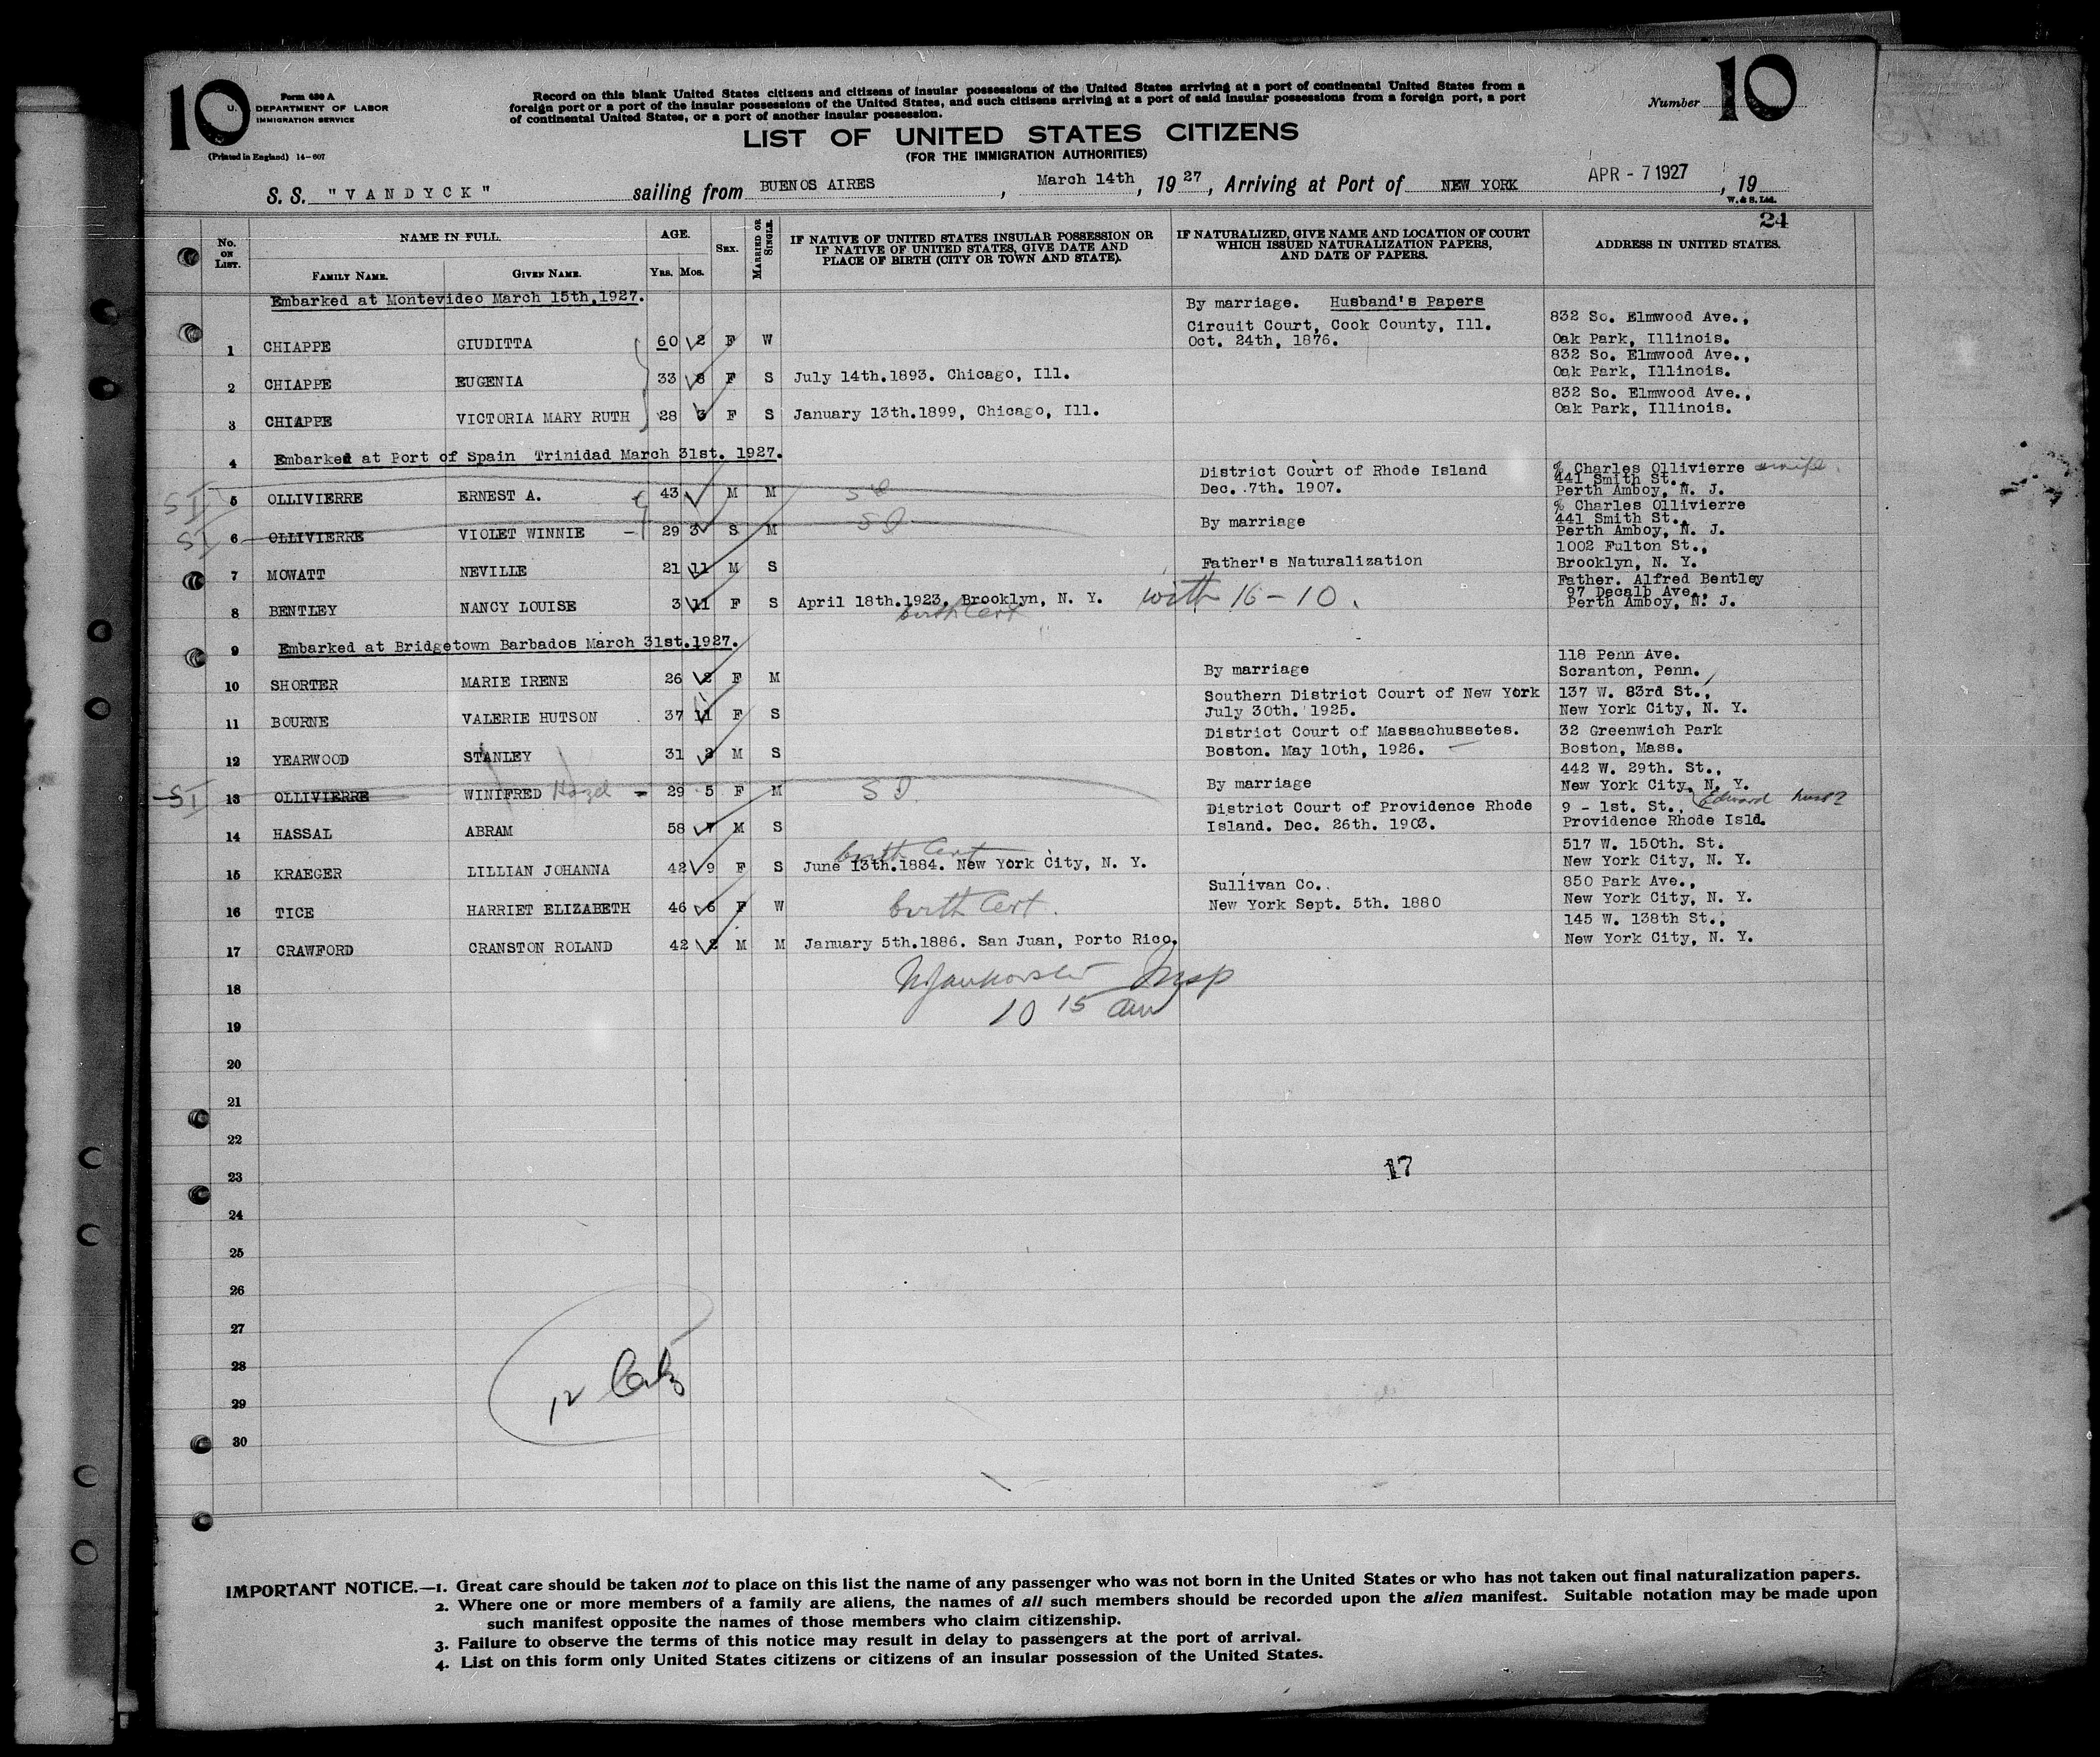 10
Form 630 A
U. S. DEPARTMENT OF LABOR
IMMIGRATION SERVICE
(Printed in England) 14-607
Record on this blank United States citizens and citizens of insular possessions of the United States arriving at a port of continental United States from a
foreign port or a port of the insular possessions of the United States, and such citizens arriving at a port of said insular possessions from a foreign port, a port
of continental United States, or a port of another insular possession.
Number 10
LIST OF UNITED STATES CITIZENS
(FOR THE IMMIGRATION AUTHORITIES)
S. S. "VANDYCK" sailing from BUENOS AIRES, March 14th, 1927, Arriving at Port of NEW YORK APR - 7 1927, 19
W. & S. Ltd.
24
No. ON LIST. NAME IN FULL. FAMILY NAME. GIVEN NAME. AGE. YRS. MOS. SEX. MARRIED OR SINGLE. IF NATIVE OF UNITED STATES INSULAR POSSESSION OR IF NATIVE OF UNITED STATES, GIVE DATE AND PLACE OF BIRTH (CITY OR TOWN AND STATE). IF NATURALIZED, GIVE NAME AND LOCATION OF COURT WHICH ISSUED NATURALIZATION PAPERS, AND DATE OF PAPERS. ADDRESS IN UNITED STATES.
Embarked at Montevideo March 15th, 1927.
1 CHIAPPE GIUDITTA 60 2 F W By marriage. Husband's Papers Circuit Court, Cook County, Ill. Oct. 24th, 1876. 832 So. Elmwood Ave., Oak Park, Illinois.
2 CHIAPPE EUGENIA 33 8 F S July 14th.1893. Chicago, Ill. 832 So. Elmwood Ave., Oak Park, Illinois.
3 CHIAPPE VICTORIA MARY RUTH 28 3 F S January 13th.1899, Chicago, Ill. 832 So. Elmwood Ave., Oak Park, Illinois.
4 Embarked at Port of Spain Trinidad March 31st. 1927.
SI 5 OLLIVIERRE ERNEST A. 43 M M SI District Court of Rhode Island Dec. 7th. 1907. % Charles Ollivierre 441 Smith St., Perth Amboy, N. J.
SI 6 OLLIVIERRE VIOLET WINNIE 29 3 S M SI By marriage % Charles Ollivierre 441 Smith St., Perth Amboy, N. J.
7 MOWATT NEVILLE 21 11 M S Father's Naturalization 1002 Fulton St., Brooklyn, N. Y.
8 BENTLEY NANCY LOUISE 3 11 F S April 18th.1923, Brooklyn, N. Y. birth Cert with 16-10. Father. Alfred Bentley 97 Decalb Ave., Perth Amboy, N. J.
9 Embarked at Bridgetown Barbados March 31st.1927.
10 SHORTER MARIE IRENE 26 2 F M By marriage 118 Penn Ave. Scranton, Penn.
11 BOURNE VALERIE HUTSON 37 11 F S Southern District Court of New York July 30th. 1925. 137 W. 83rd St., New York City, N. Y.
12 YEARWOOD STANLEY 31 2 M S District Court of Massachussetes. Boston. May 10th, 1926. 32 Greenwich Park Boston, Mass.
SI 13 OLLIVIERRE WINIFRED Hazel 29 5 F M SI By marriage 442 W. 29th. St., New York City, N. Y. Edward
14 HASSAL ABRAM 58 7 M S District Court of Providence Rhode Island. Dec. 26th. 1903. 9 - 1st. St., Providence Rhode Isld.
15 KRAEGER LILLIAN JOHANNA 42 9 F S birth Cert June 13th.1884. New York City, N. Y. 517 W. 150th. St. New York City, N. Y.
16 TICE HARRIET ELIZABETH 46 6 F W birth Cert. Sullivan Co. New York Sept. 5th. 1880 850 Park Ave., New York City, N. Y.
17 CRAWFORD CRANSTON ROLAND 42 2 M M January 5th.1886. San Juan, Porto Rico. 145 W. 138th St., New York City, N. Y.
18 Insp
10 15 am
19
20
21
22
23 17
24
25
26
27
28
12
29
30
IMPORTANT NOTICE.—1. Great care should be taken not to place on this list the name of any passenger who was not born in the United States or who has not taken out final naturalization papers.
2. Where one or more members of a family are aliens, the names of all such members should be recorded upon the alien manifest. Suitable notation may be made upon
such manifest opposite the names of those members who claim citizenship.
3. Failure to observe the terms of this notice may result in delay to passengers at the port of arrival.
4. List on this form only United States citizens or citizens of an insular possession of the United States.